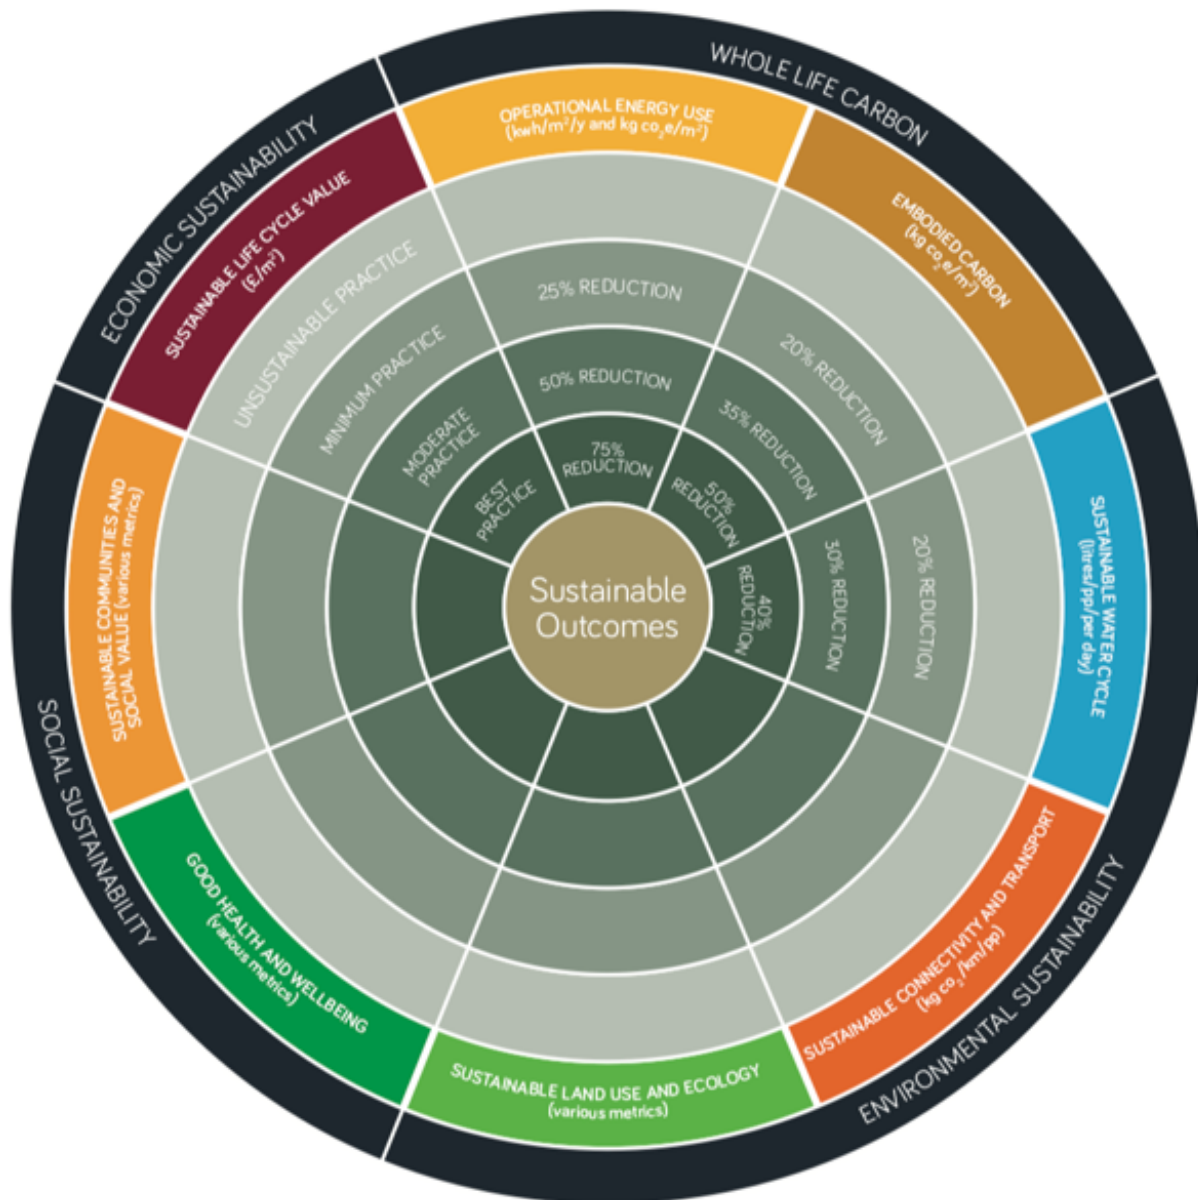 WHOLE LIFE CARBON
OPERATIONAL ENERGY USE
(kwh/m²/y and kg co₂e/m²)
EMBODIED CARBON
(kg co₂e/m²)
ENVIRONMENTAL SUSTAINABILITY
SUSTAINABLE WATER CYCLE
(litres/pp/per day)
SUSTAINABLE CONNECTIVITY AND TRANSPORT
(kg co₂/km/pp)
SUSTAINABLE LAND USE AND ECOLOGY
(various metrics)
SOCIAL SUSTAINABILITY
GOOD HEALTH AND WELLBEING
(various metrics)
SUSTAINABLE COMMUNITIES AND
SOCIAL VALUE (various metrics)
ECONOMIC SUSTAINABILITY
SUSTAINABLE LIFE CYCLE VALUE
(£/m²)
UNSUSTAINABLE PRACTICE
MINIMUM PRACTICE
MODERATE
PRACTICE
BEST
PRACTICE
25% REDUCTION
50% REDUCTION
75%
REDUCTION
20% REDUCTION
35% REDUCTION
50%
REDUCTION
20% REDUCTION
30% REDUCTION
40%
REDUCTION
Sustainable
Outcomes